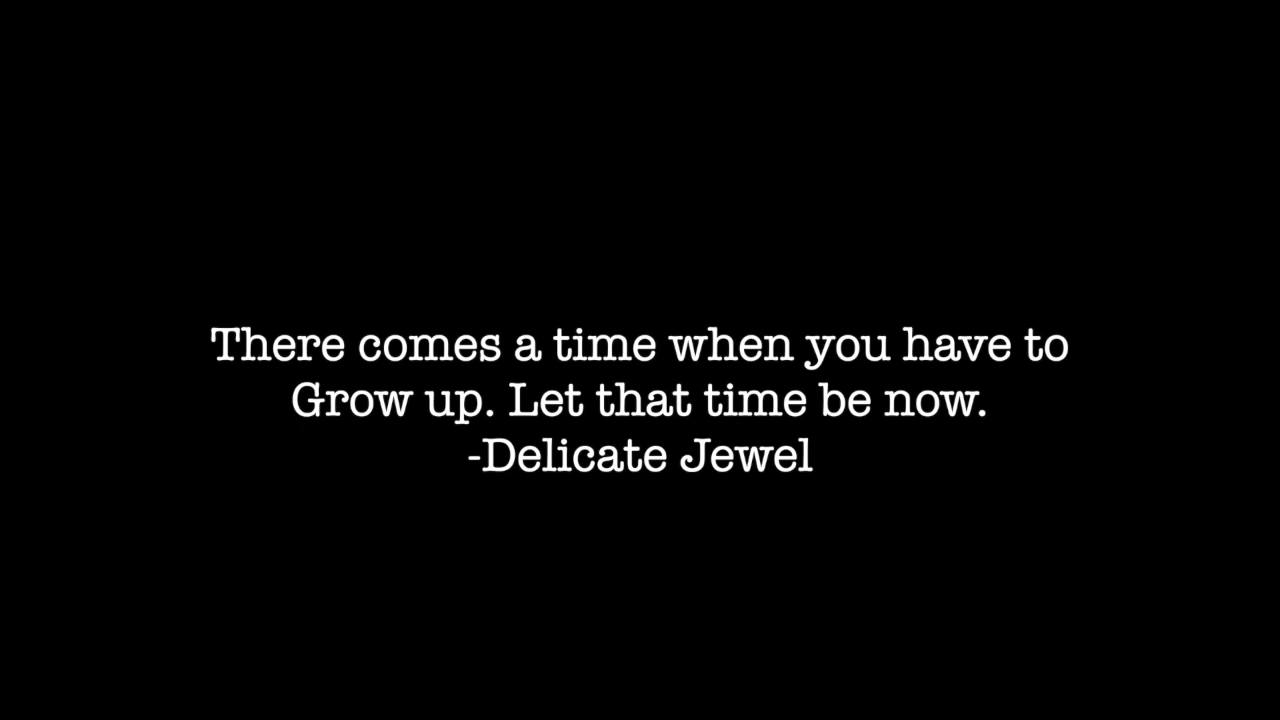 There comes a time when you have to
Grow up. Let that time be now.
-Delicate Jewel